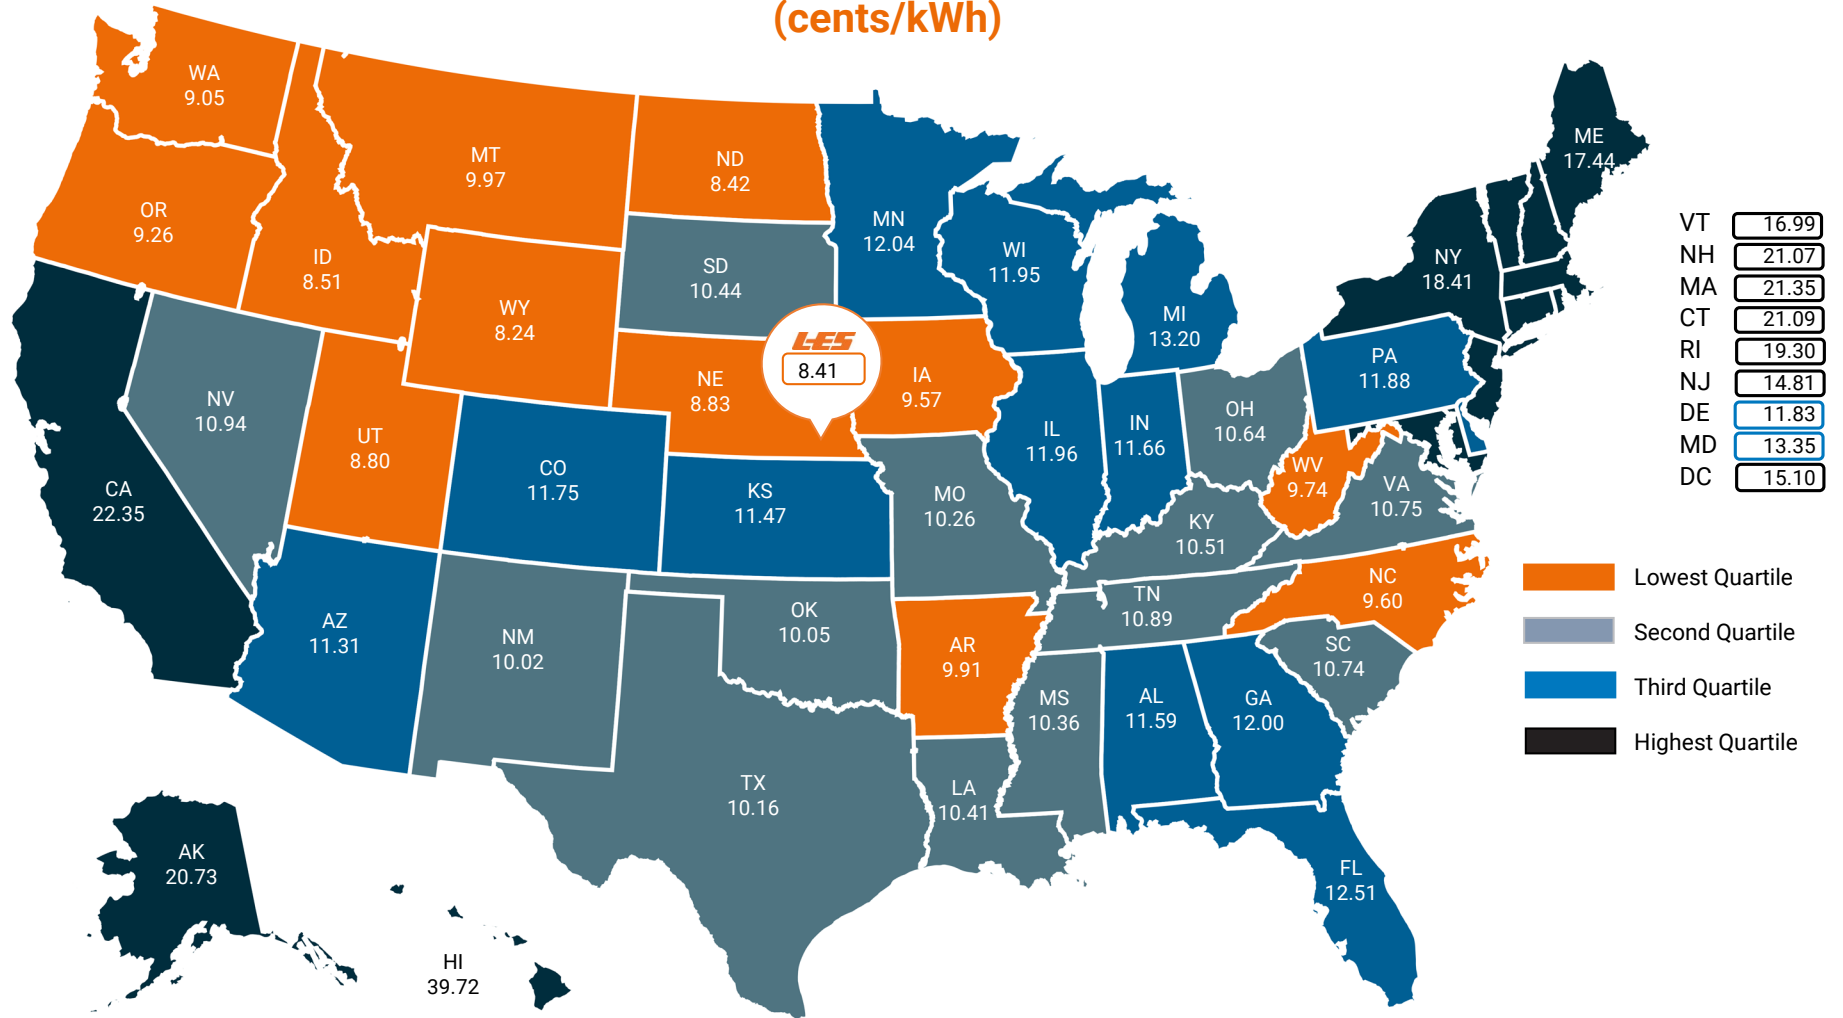 (cents/kWh)
WA
9.05
MT
9.97
ND
8.42
OR
9.26
ID
8.51
WY
8.24
SD
10.44
MN
12.04
WI
11.95
MI
13.20
ME
17.44
NY
18.41
PA
11.88
VT 16.99
NH 21.07
MA 21.35
CT 21.09
RI 19.30
NJ 14.81
DE 11.83
MD 13.35
DC 15.10
LES
8.41
NV
10.94
UT
8.80
NE
8.83
IA
9.57
IL
11.96
IN
11.66
OH
10.64
WV
9.74
VA
10.75
CA
22.35
CO
11.75
KS
11.47
MO
10.26
KY
10.51
AZ
11.31
NM
10.02
OK
10.05
AR
9.91
TN
10.89
NC
9.60
SC
10.74
MS
10.36
AL
11.59
GA
12.00
TX
10.16
LA
10.41
FL
12.51
AK
20.73
HI
39.72
Lowest Quartile
Second Quartile
Third Quartile
Highest Quartile